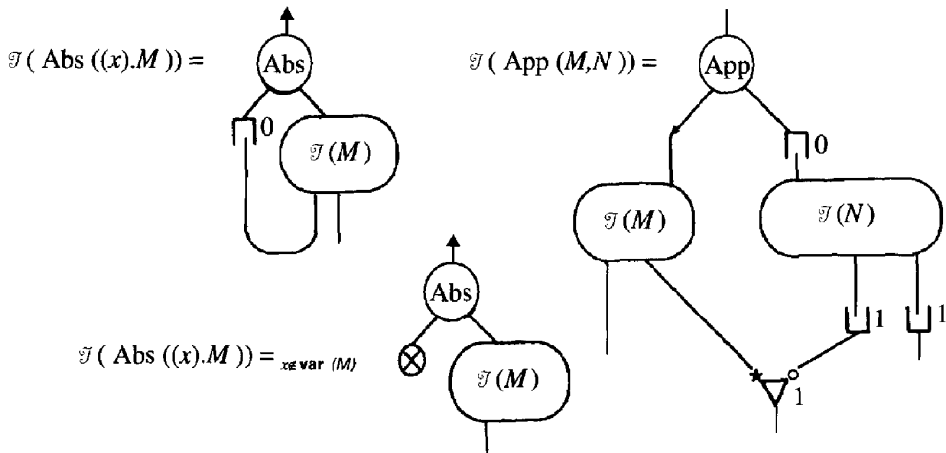 𝒯 ( Abs ((x).M )) =
Abs
0
𝒯 (M)
𝒯 ( App (M,N )) =
App
0
𝒯 (M)
𝒯 (N)
1
1
★
1
𝒯 ( Abs ((x).M )) = x∉var (M)
Abs
𝒯 (M)